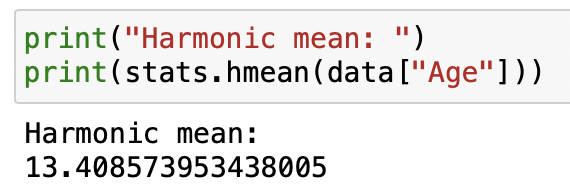 print("Harmonic mean: ")
print(stats.hmean(data["Age"]))
Harmonic mean:
13.408573953438005